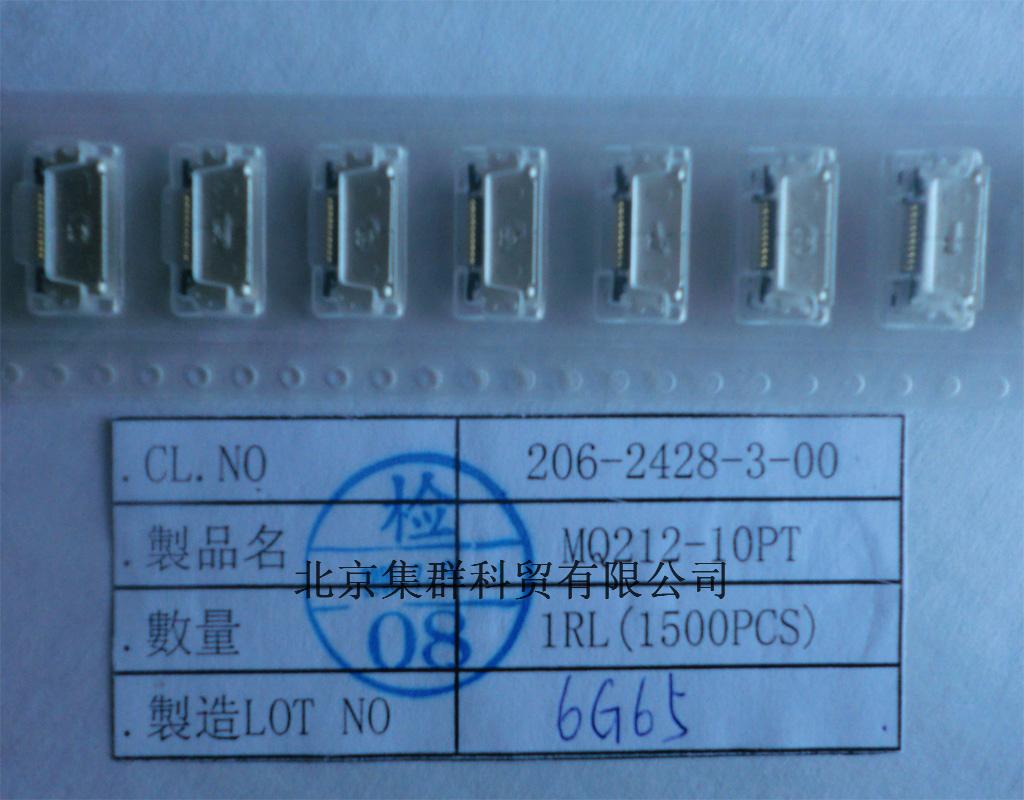 .CL.NO 206-2428-3-00
检
.製品名 MQ212-10PT
北京集群科贸有限公司
.數量 1RL(1500PCS)
08
.製造LOT NO 6G65